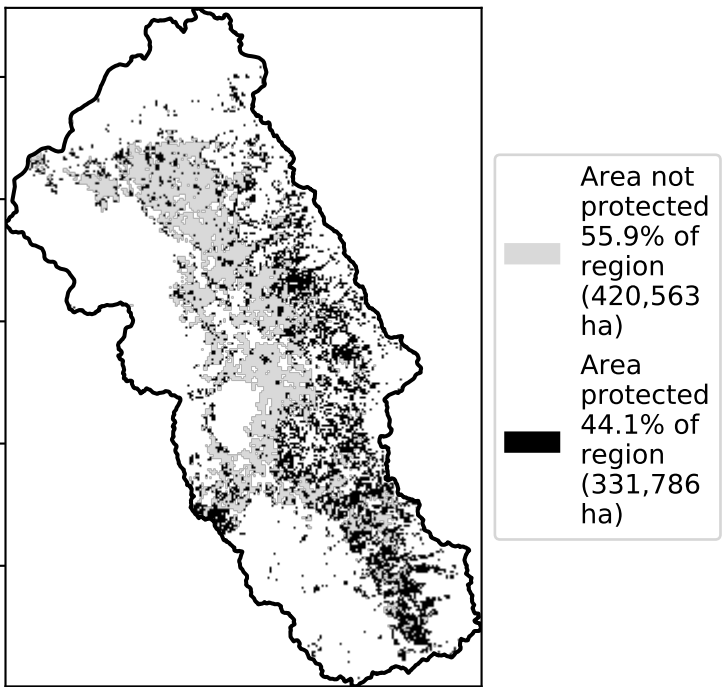 Area not
protected
55.9% of
region
(420,563
ha)
Area
protected
44.1% of
region
(331,786
ha)